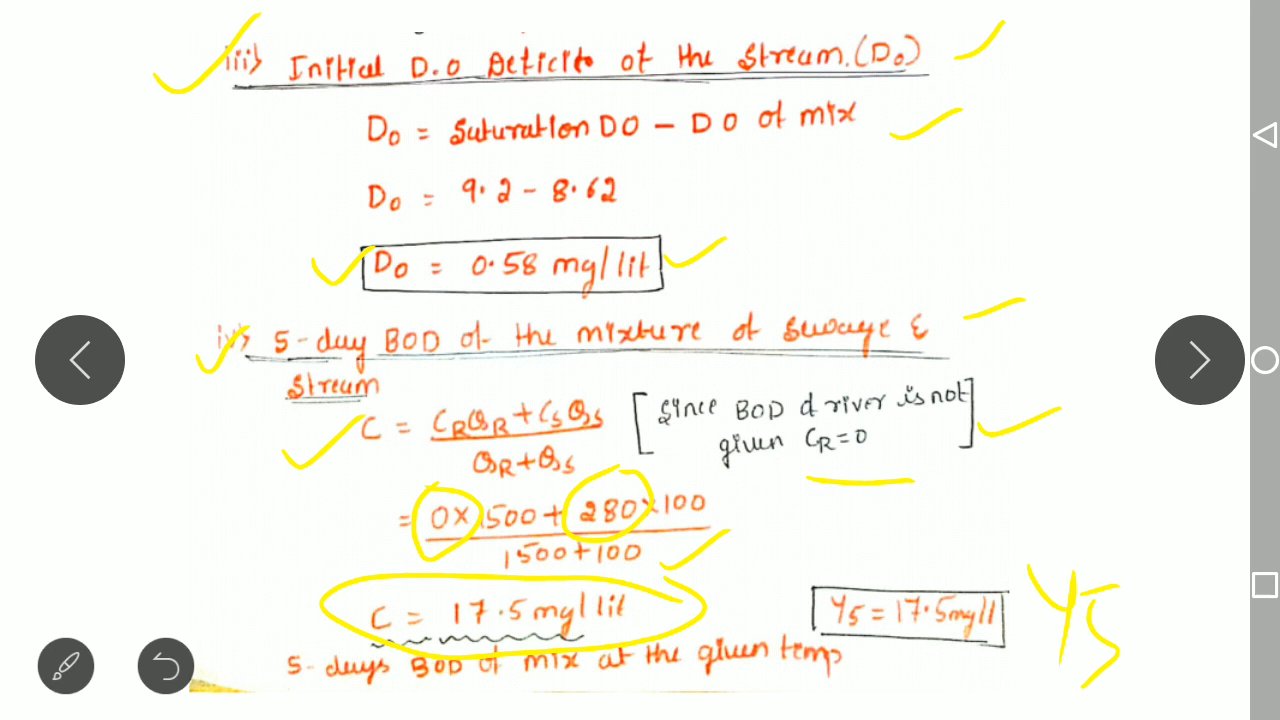 iii) Initial D.O Deficit of the Stream. (Do)
Do = Saturation DO - DO of mix
Do = 9.2 - 8.62
Do = 0.58 mg/lit
iv) 5-day BOD of the mixture of sewage &
Stream
C = CRQR + CSQS [since BOD of river is not
QR + QS given CR = 0]
= 0 × 1500 + 280 × 100
1500 + 100
C = 17.5 mg/lit Y5 = 17.5mg/l Y5
5-days BOD of mix at the given temp